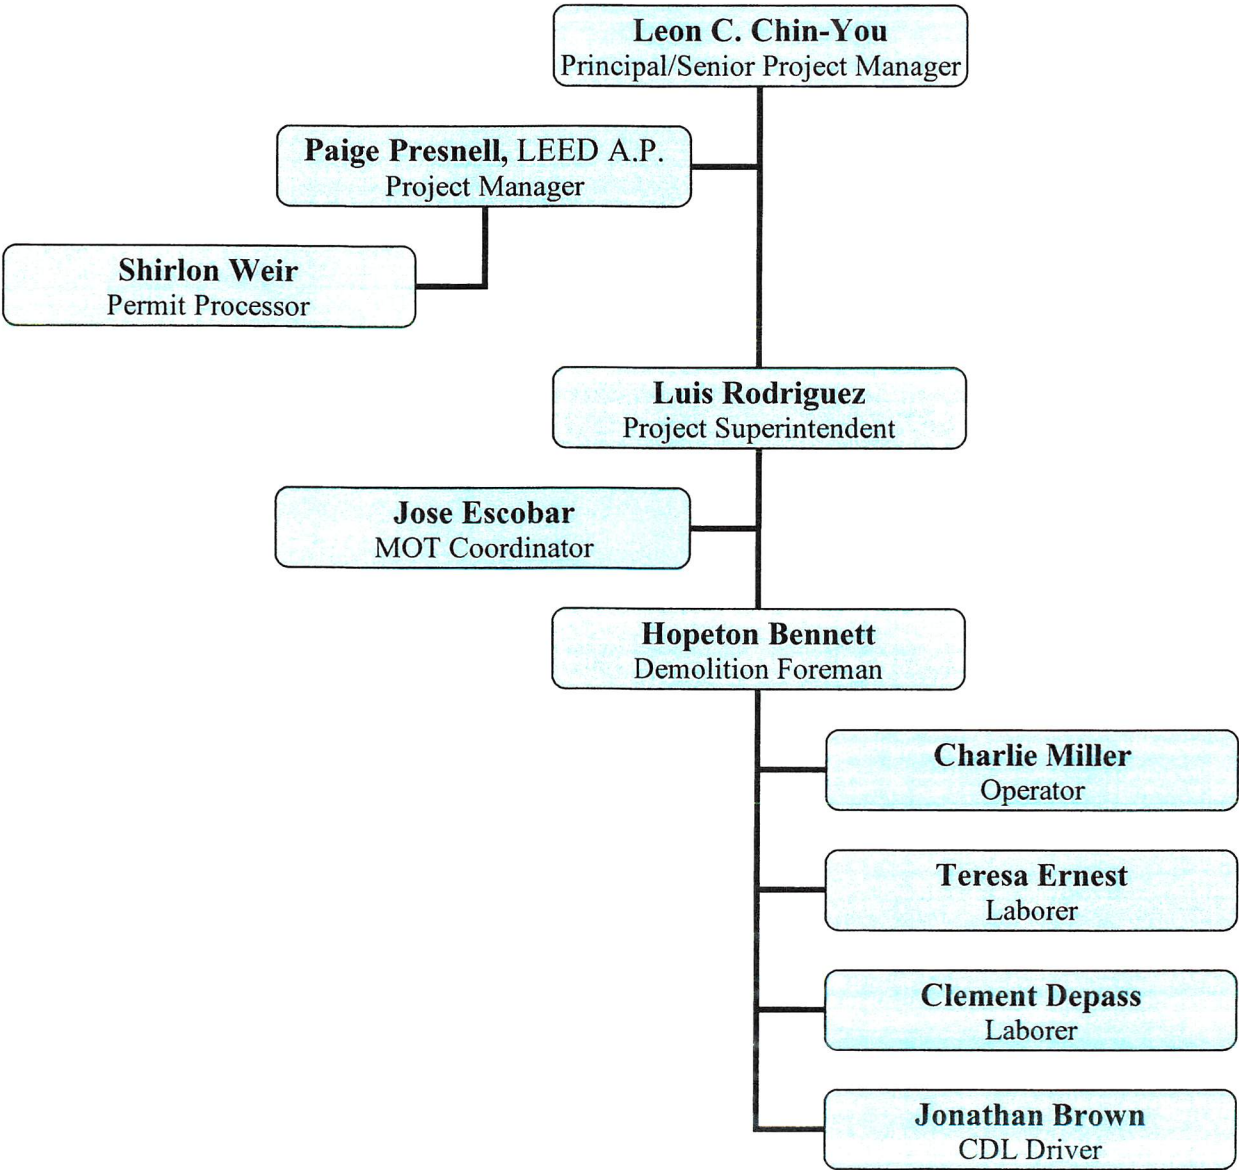 Leon C. Chin-You
Principal/Senior Project Manager
Paige Presnell, LEED A.P.
Project Manager
Shirlon Weir
Permit Processor
Luis Rodriguez
Project Superintendent
Jose Escobar
MOT Coordinator
Hopeton Bennett
Demolition Foreman
Charlie Miller
Operator
Teresa Ernest
Laborer
Clement Depass
Laborer
Jonathan Brown
CDL Driver